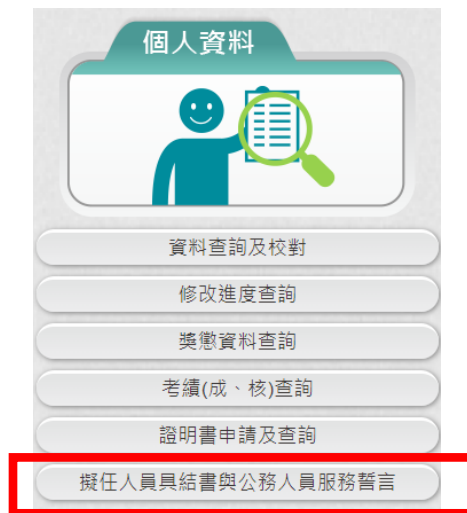 個人資料
資料查詢及校對
修改進度查詢
獎懲資料查詢
考績(成、核)查詢
證明書申請及查詢
擬任人員具結書與公務人員服務誓言